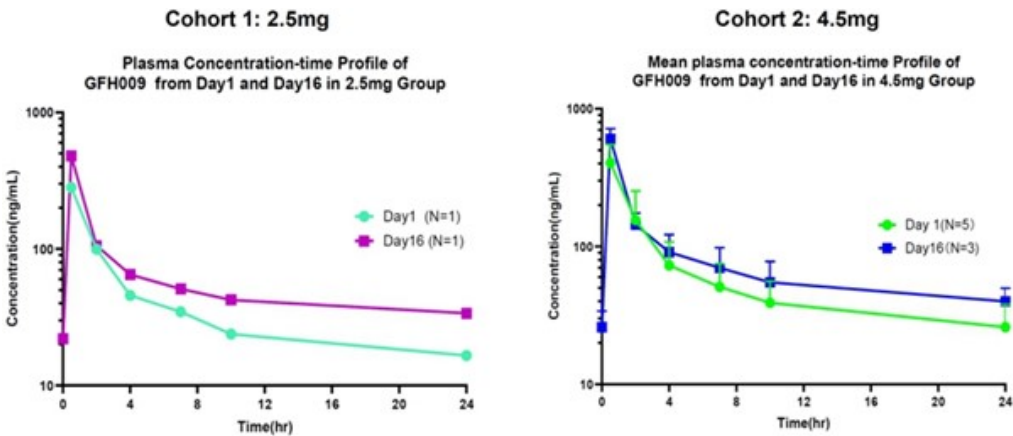 Cohort 1: 2.5mg
Plasma Concentration-time Profile of
GFH009 from Day1 and Day16 in 2.5mg Group
Concentration(ng/mL)
1000
100
10
0 4 8 12 16 20 24
Time(hr)
Day1 (N=1)
Day16 (N=1)
Cohort 2: 4.5mg
Mean plasma concentration-time Profile of
GFH009 from Day1 and Day16 in 4.5mg Group
Concentration(ng/mL)
1000
100
10
0 4 8 12 16 20 24
Time(hr)
Day 1(N=5)
Day16(N=3)